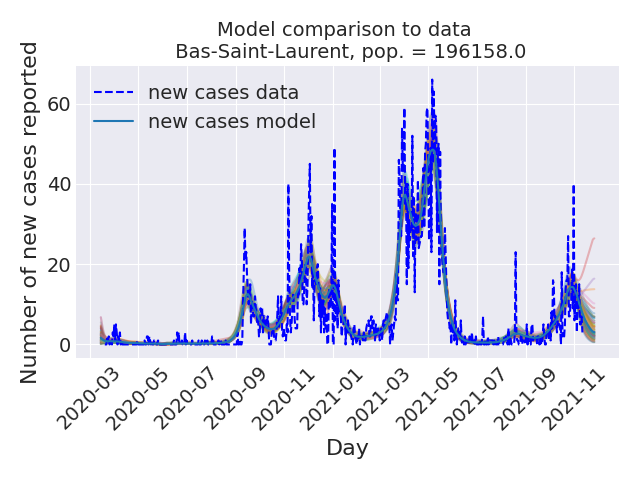 Model comparison to data
Bas-Saint-Laurent, pop. = 196158.0
Number of new cases reported
60
40
20
0
new cases data
new cases model
2020-03
2020-05
2020-07
2020-09
2020-11
2021-01
2021-03
2021-05
2021-07
2021-09
2021-11
Day